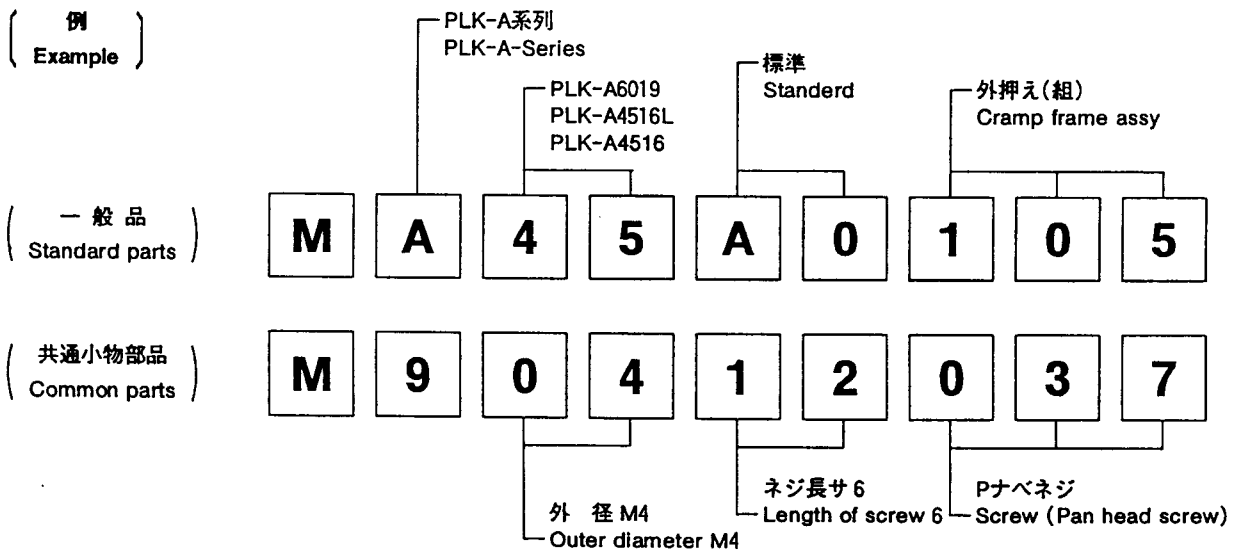 例
Example
PLK-A系列
PLK-A-Series
PLK-A6019
PLK-A4516L
PLK-A4516
標準
Standerd
外押え(組)
Cramp frame assy
一般品
Standard parts
M A 4 5 A 0 1 0 5
共通小物部品
Common parts
M 9 0 4 1 2 0 3 7
外 径 M4
Outer diameter M4
ネジ長サ 6
Length of screw 6
Pナベネジ
Screw (Pan head screw)